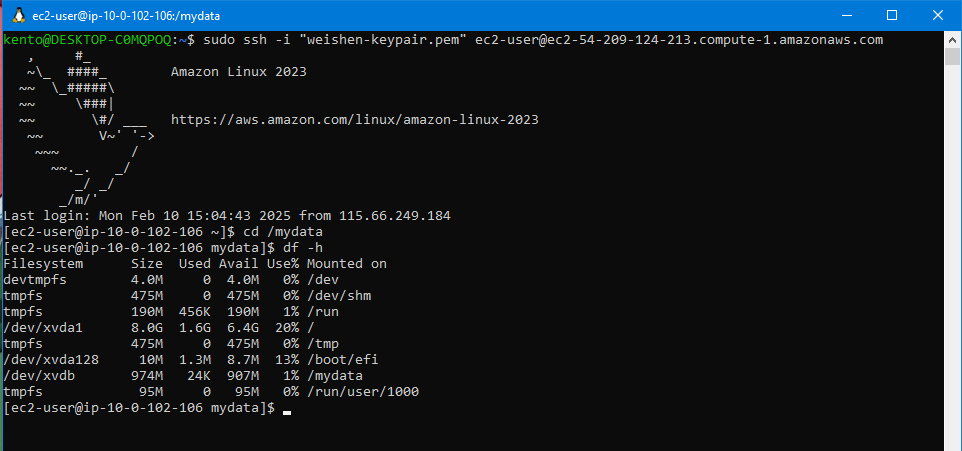 ec2-user@ip-10-0-102-106:/mydata
kento@DESKTOP-C0MQPOQ:~$ sudo ssh -i "weishen-keypair.pem" ec2-user@ec2-54-209-124-213.compute-1.amazonaws.com
   ,     #_
   ~\_  ####_        Amazon Linux 2023
  ~~  \_#####\
  ~~     \###|
  ~~       \#/ ___   https://aws.amazon.com/linux/amazon-linux-2023
   ~~       V~' '->
    ~~~         /
      ~~._.   _/
         _/ _/
       _/m/'
Last login: Mon Feb 10 15:04:43 2025 from 115.66.249.184
[ec2-user@ip-10-0-102-106 ~]$ cd /mydata
[ec2-user@ip-10-0-102-106 mydata]$ df -h
Filesystem      Size  Used Avail Use% Mounted on
devtmpfs        4.0M     0  4.0M   0% /dev
tmpfs           475M     0  475M   0% /dev/shm
tmpfs           190M  456K  190M   1% /run
/dev/xvda1      8.0G  1.6G  6.4G  20% /
tmpfs           475M     0  475M   0% /tmp
/dev/xvda128     10M  1.3M  8.7M  13% /boot/efi
/dev/xvdb       974M   24K  907M   1% /mydata
tmpfs            95M     0   95M   0% /run/user/1000
[ec2-user@ip-10-0-102-106 mydata]$